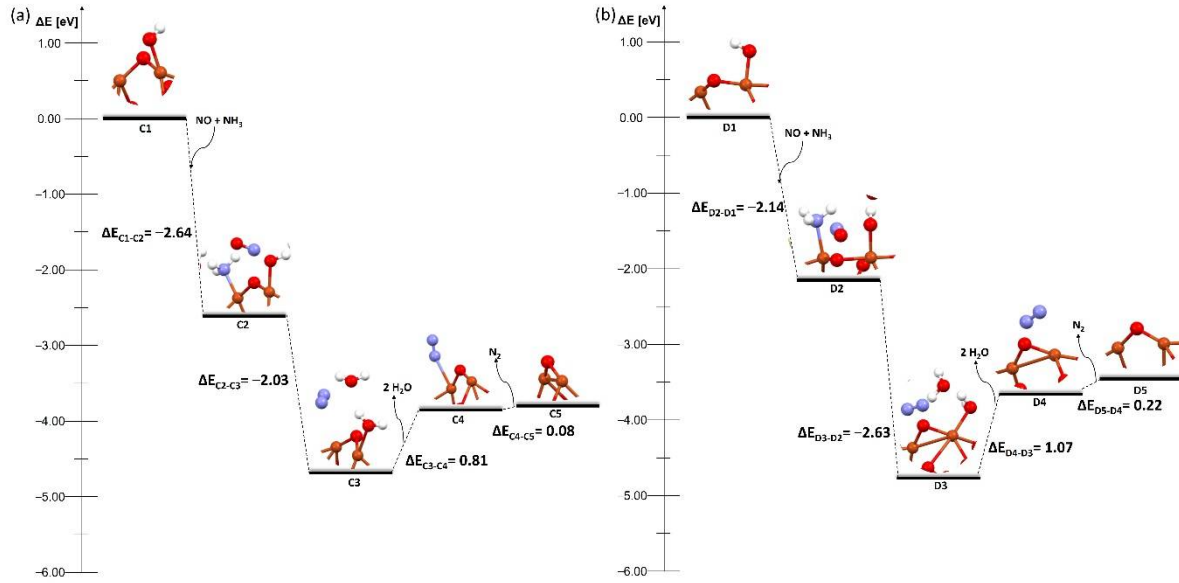 (a)
ΔE [eV]
1.00
0.00
−1.00
−2.00
−3.00
−4.00
−5.00
−6.00
C1
NO + NH₃
ΔE_C1-C2= −2.64
C2
ΔE_C2-C3= −2.03
C3
2 H₂O
ΔE_C3-C4= 0.81
C4
N₂
ΔE_C4-C5= 0.08
C5
(b)
ΔE [eV]
1.00
0.00
−1.00
−2.00
−3.00
−4.00
−5.00
−6.00
D1
NO + NH₃
ΔE_D2-D1= −2.14
D2
ΔE_D3-D2= −2.63
D3
2 H₂O
ΔE_D4-D3= 1.07
D4
N₂
ΔE_D5-D4= 0.22
D5